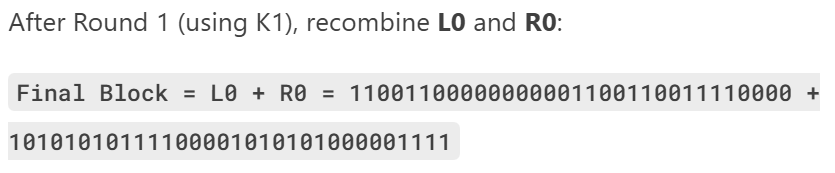 After Round 1 (using K1), recombine L0 and R0:
Final Block = L0 + R0 = 11001100000000001100110011110000 +
10101010111100001010101000001111